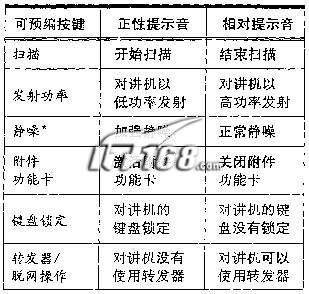 可预编按键 正性提示音 相对提示音
扫描 开始扫描 结束扫描
发射功率 对讲机以 对讲机以
低功率发射 高功率发射
静噪* 加强静噪 正常静噪
IT168.com
附件 激活附件 关闭附件
功能卡 功能卡 功能卡
键盘锁定 对讲机的 对讲机的键
键盘锁定 盘没有锁定
转发器/ 对讲机没有 对讲机可以
脱网操作 使用转发器 使用转发器